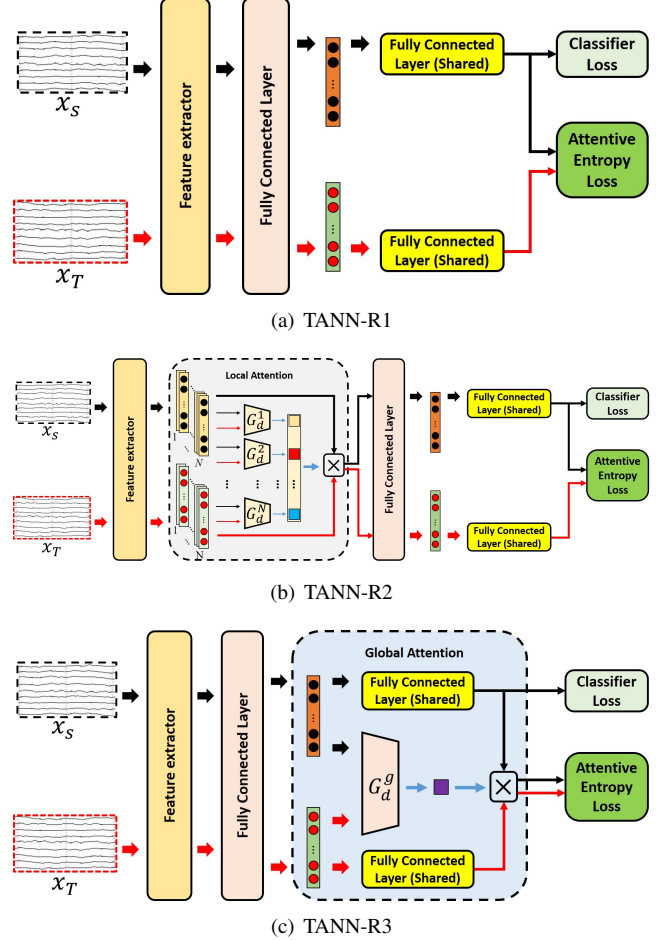 x_S
Feature extractor
Fully Connected Layer
...
Fully Connected
Layer (Shared)
Classifier
Loss
Attentive
Entropy
Loss
x_T
...
Fully Connected
Layer (Shared)
(a) TANN-R1
x_S
Feature extractor
Local Attention
1
N
G_d^1
G_d^2
...
G_d^N
1
N
×
Fully Connected Layer
Fully Connected
Layer (Shared)
Classifier
Loss
Attentive
Entropy
Loss
x_T
Fully Connected
Layer (Shared)
(b) TANN-R2
x_S
Feature extractor
Fully Connected Layer
Global Attention
...
Fully Connected
Layer (Shared)
G_d^g
×
Classifier
Loss
Attentive
Entropy
Loss
x_T
...
Fully Connected
Layer (Shared)
(c) TANN-R3